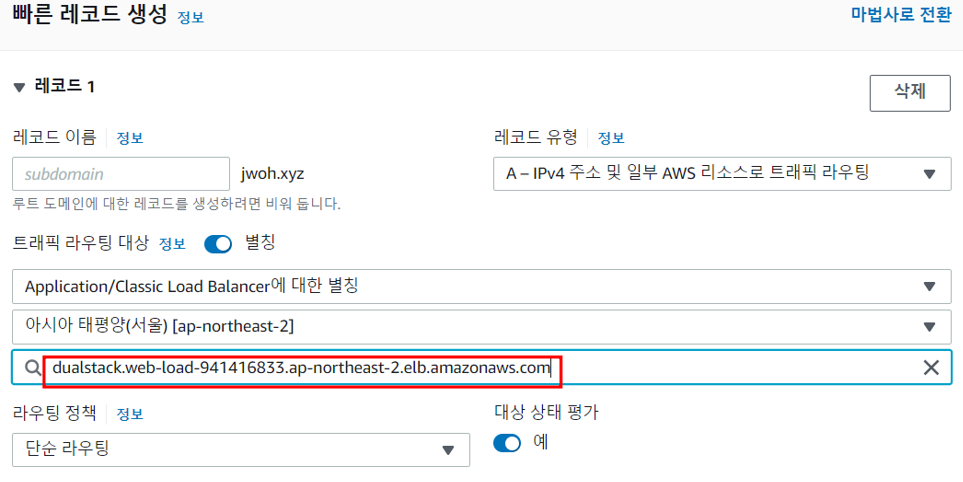 빠른 레코드 생성 정보 마법사로 전환
레코드 1 삭제
레코드 이름 정보 레코드 유형 정보
subdomain jwoh.xyz A – IPv4 주소 및 일부 AWS 리소스로 트래픽 라우팅
루트 도메인에 대한 레코드를 생성하려면 비워 둡니다.
트래픽 라우팅 대상 정보 별칭
Application/Classic Load Balancer에 대한 별칭
아시아 태평양(서울) [ap-northeast-2]
dualstack.web-load-941416833.ap-northeast-2.elb.amazonaws.com
라우팅 정책 정보 대상 상태 평가
단순 라우팅 예